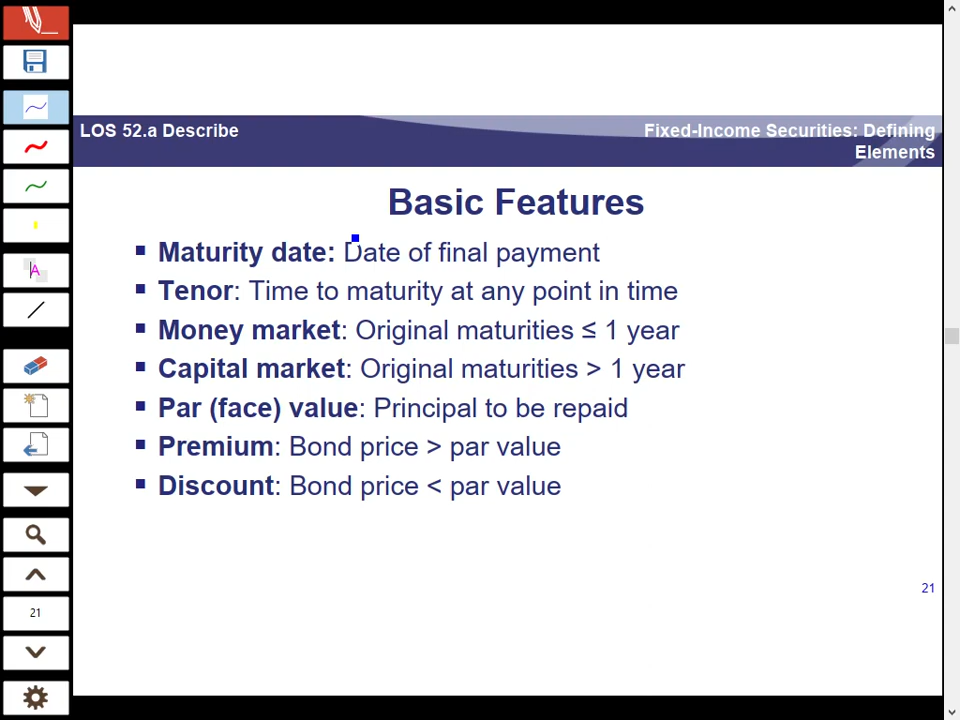 LOS 52.a Describe
Fixed-Income Securities: Defining
Elements
Basic Features
▪ Maturity date: Date of final payment
▪ Tenor: Time to maturity at any point in time
▪ Money market: Original maturities ≤ 1 year
▪ Capital market: Original maturities > 1 year
▪ Par (face) value: Principal to be repaid
▪ Premium: Bond price > par value
▪ Discount: Bond price < par value
21
A
21